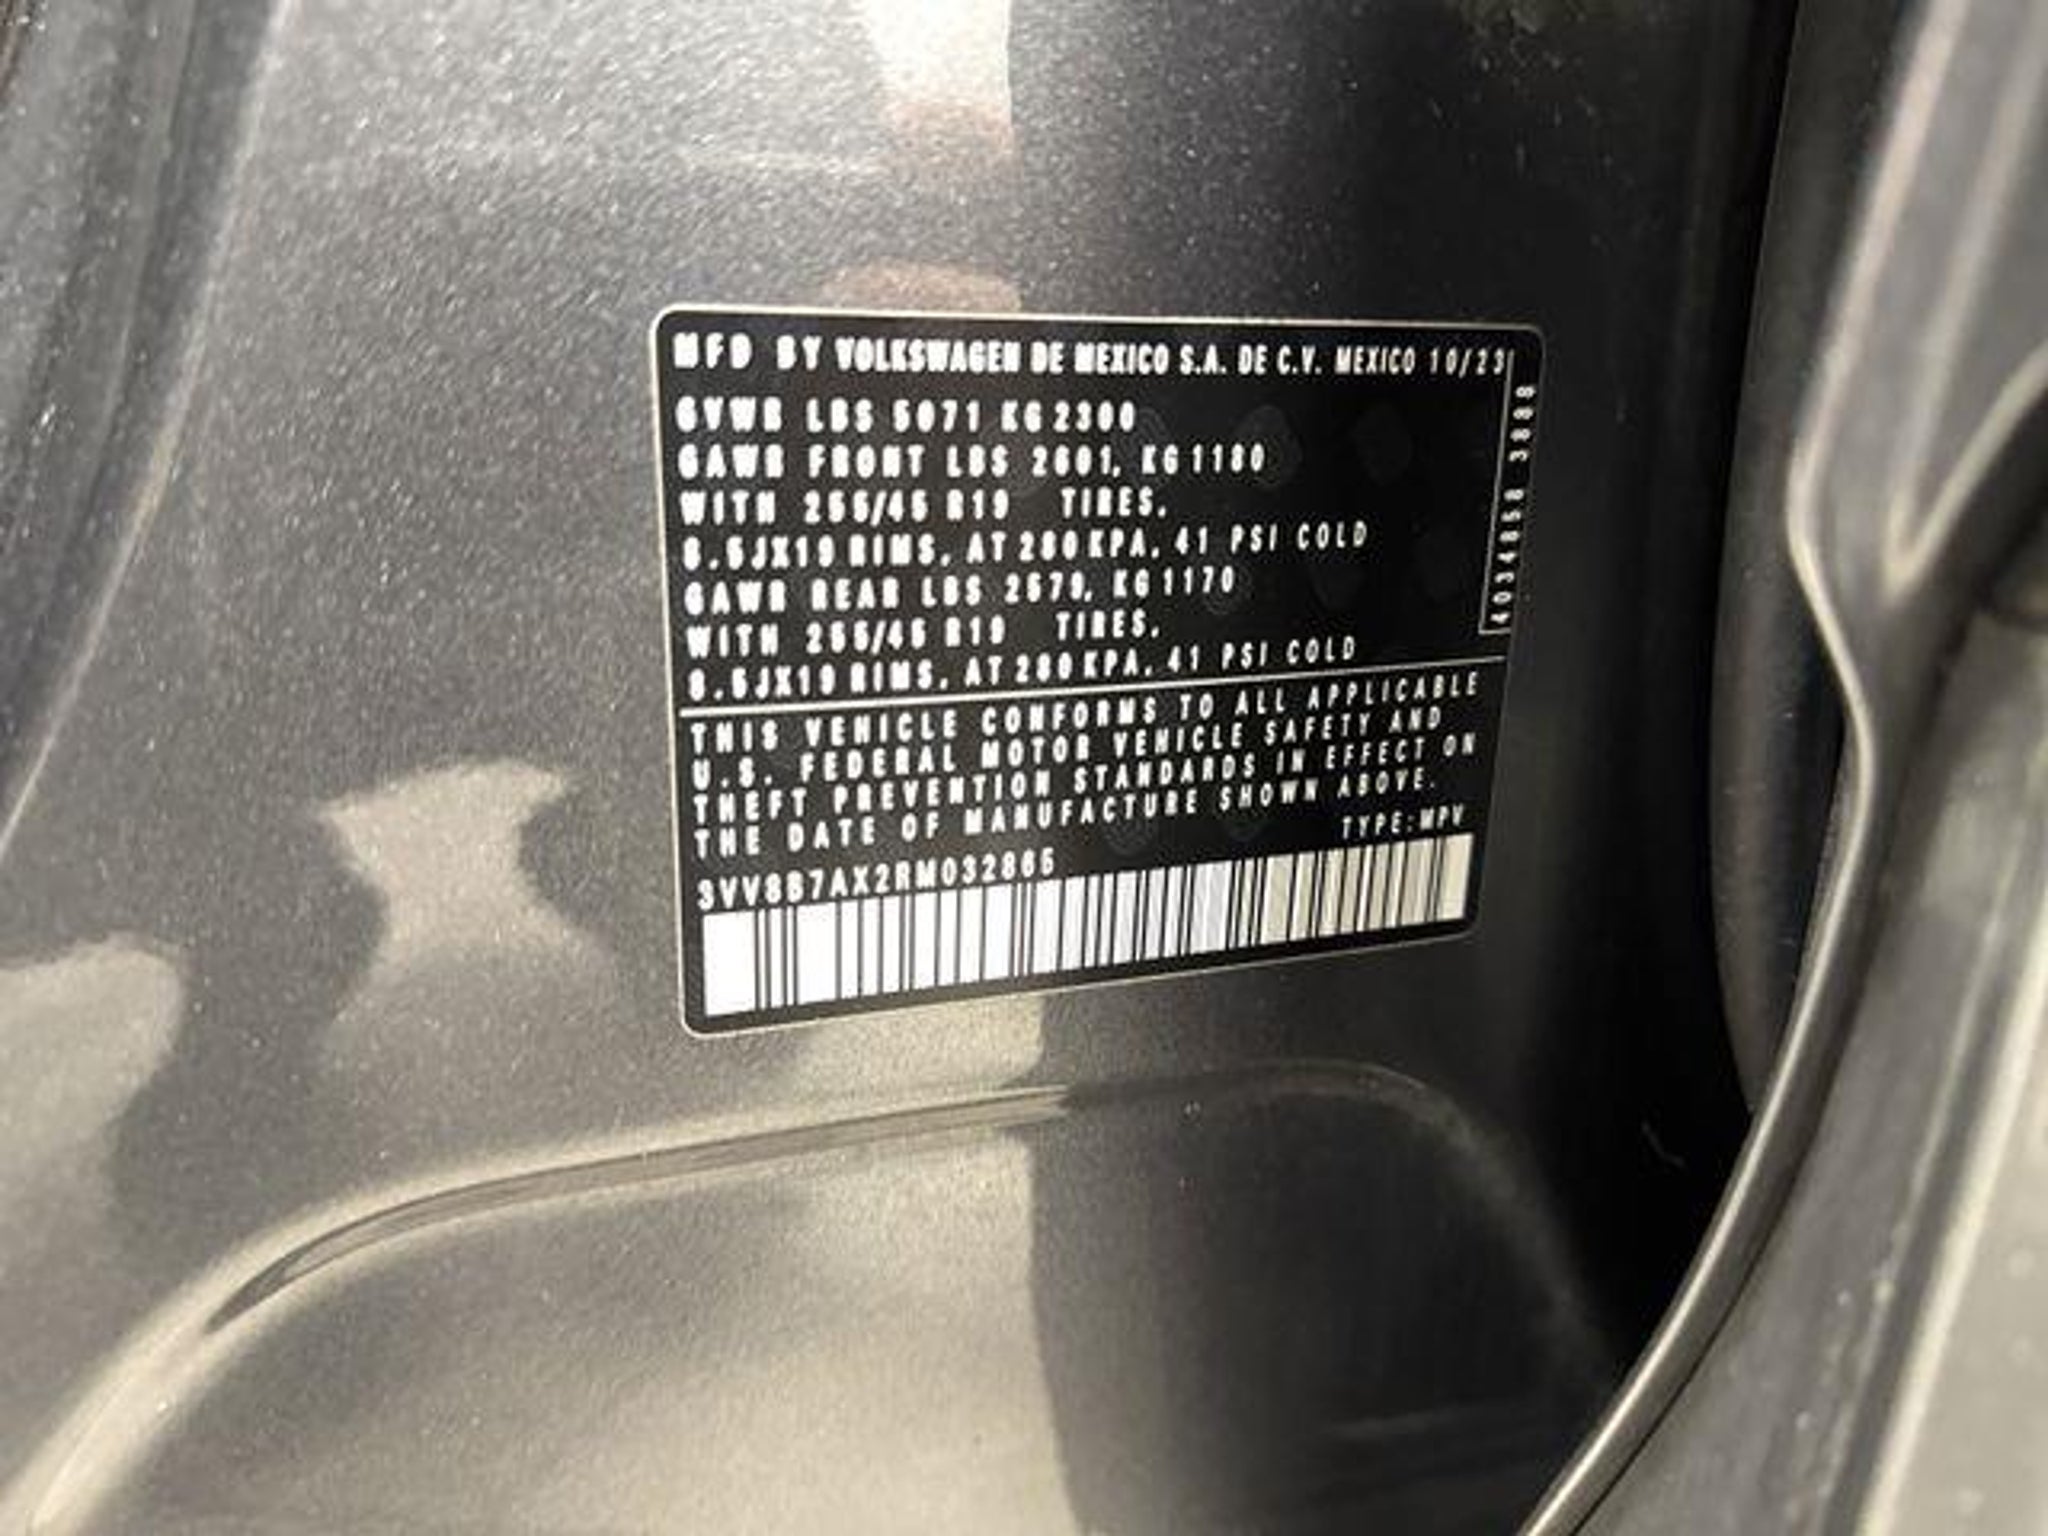 MFD BY VOLKSWAGEN DE MEXICO S.A. DE C.V. MEXICO 10/23
GVWR LBS 5071 KG 2300
GAWR FRONT LBS 2601, KG 1180
WITH 255/45 R19 TIRES,
8.5JX19 RIMS, AT 280 KPA, 41 PSI COLD
GAWR REAR LBS 2579, KG 1170
WITH 255/45 R19 TIRES,
8.5JX19 RIMS, AT 280 KPA, 41 PSI COLD
THIS VEHICLE CONFORMS TO ALL APPLICABLE
U.S. FEDERAL MOTOR VEHICLE SAFETY AND
THEFT PREVENTION STANDARDS IN EFFECT ON
THE DATE OF MANUFACTURE SHOWN ABOVE.
TYPE: MPV
3VV8B7AX2RM032865